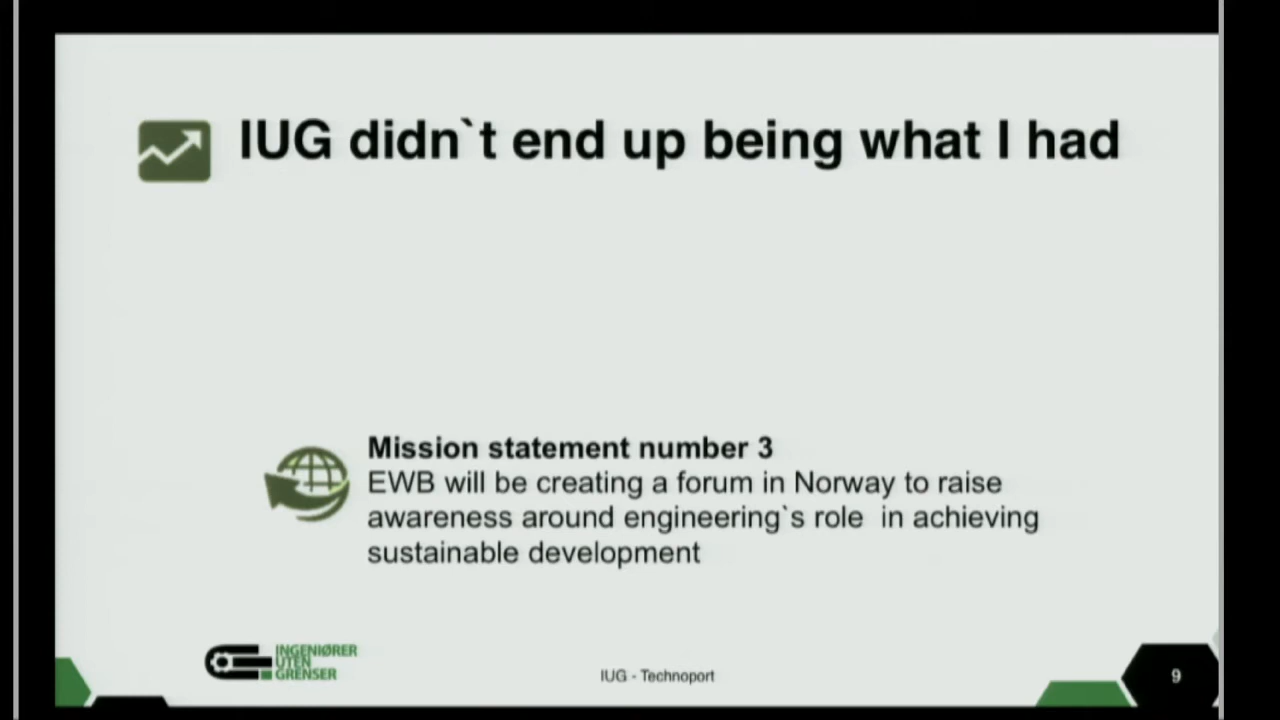 IUG didn`t end up being what I had
Mission statement number 3
EWB will be creating a forum in Norway to raise
awareness around engineering`s role  in achieving
sustainable development
INGENIØRER
UTEN
GRENSER
IUG - Technoport
9